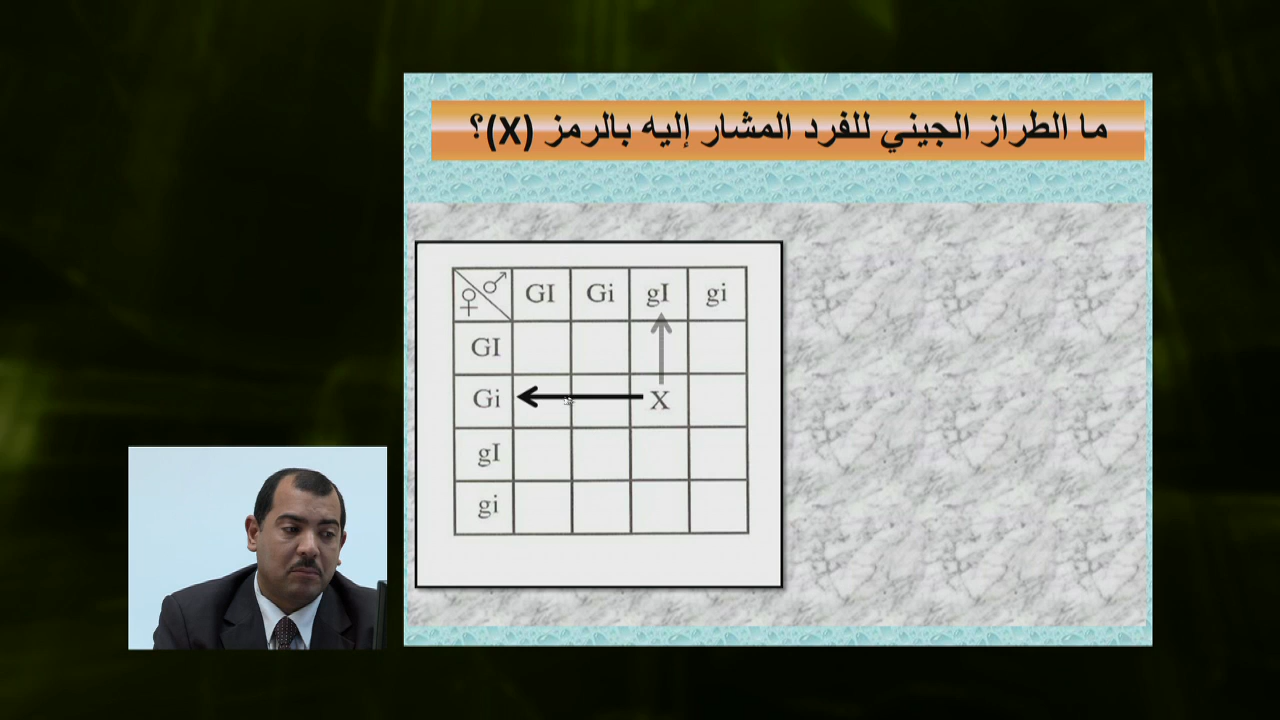 ما الطراز الجيني للفرد المشار إليه بالرمز (X)؟
♀ ♂ GI Gi gI gi
GI
Gi X
gI
gi